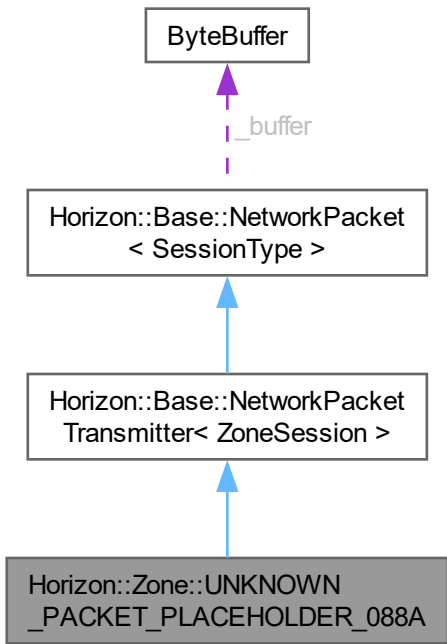 ByteBuffer
_buffer
Horizon::Base::NetworkPacket
< SessionType >
Horizon::Base::NetworkPacket
Transmitter< ZoneSession >
Horizon::Zone::UNKNOWN
_PACKET_PLACEHOLDER_088A